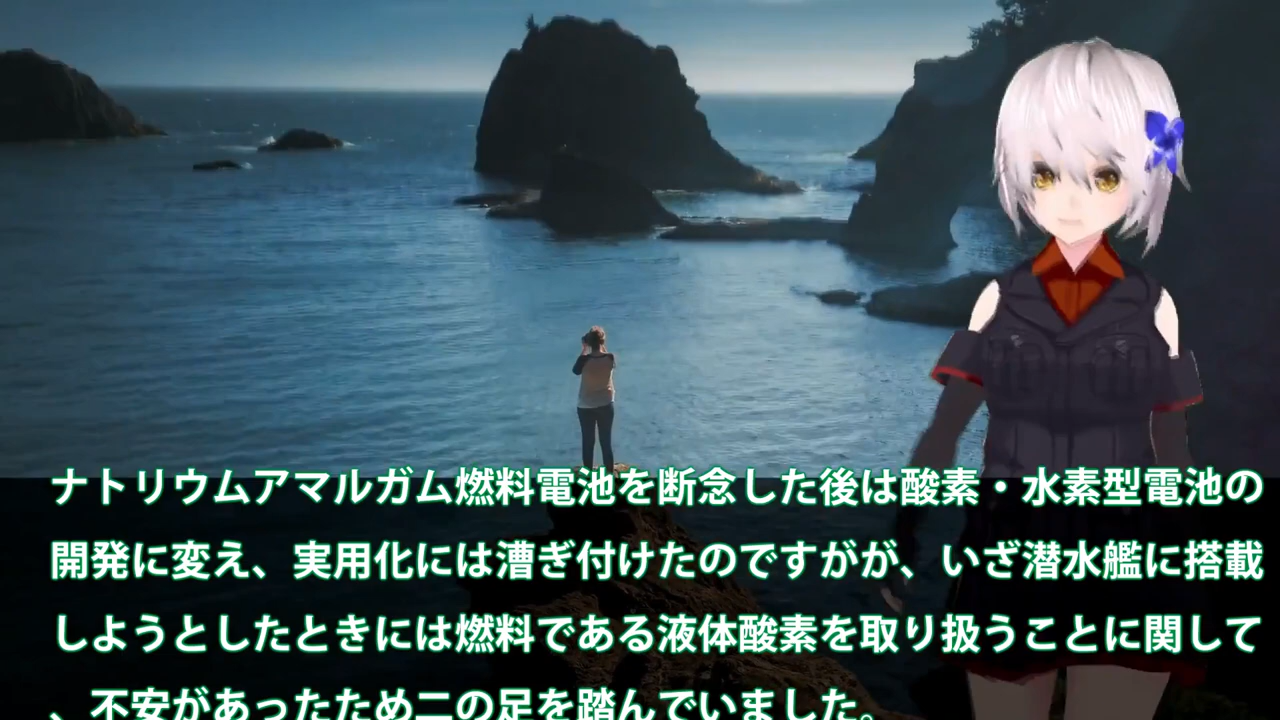 ナトリウムアマルガム燃料電池を断念した後は酸素・水素型電池の
開発に変え、実用化には漕ぎ付けたのですがが、いざ潜水艦に搭載
しようとしたときには燃料である液体酸素を取り扱うことに関して
、不安があったため二の足を踏んでいました。